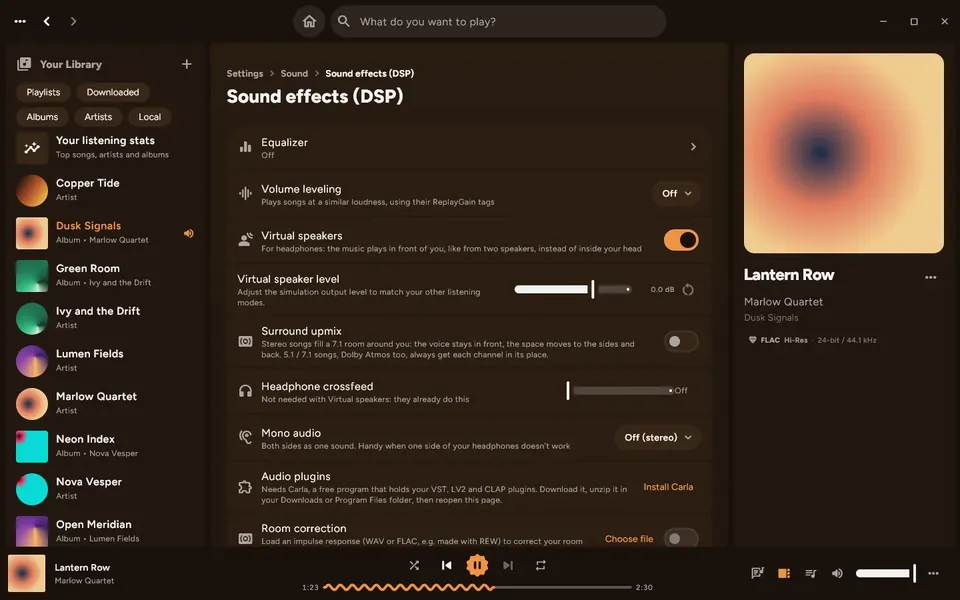 What do you want to play?
Your Library
Playlists
Downloaded
Albums
Artists
Local
Your listening stats
Top songs, artists and albums
Copper Tide
Artist
Dusk Signals
Album • Marlow Quartet
Green Room
Album • Ivy and the Drift
Ivy and the Drift
Artist
Lumen Fields
Artist
Marlow Quartet
Artist
Neon Index
Album • Nova Vesper
Nova Vesper
Artist
Open Meridian
Album • Lumen Fields
Settings > Sound > Sound effects (DSP)
Sound effects (DSP)
Equalizer
Off
Volume leveling
Plays songs at a similar loudness, using their ReplayGain tags
Off
Virtual speakers
For headphones: the music plays in front of you, like from two speakers, instead of inside your head
Virtual speaker level
Adjust the simulation output level to match your other listening
modes.
0.0 dB
Surround upmix
Stereo songs fill a 7.1 room around you: the voice stays in front, the space moves to the sides and
back. 5.1 / 7.1 songs, Dolby Atmos too, always get each channel in its place.
Headphone crossfeed
Not needed with Virtual speakers: they already do this
Off
Mono audio
Both sides as one sound. Handy when one side of your headphones doesn't work
Off (stereo)
Audio plugins
Needs Carla, a free program that holds your VST, LV2 and CLAP plugins. Download it, unzip it in
your Downloads or Program Files folder, then reopen this page.
Install Carla
Room correction
Load an impulse response (WAV or FLAC, e.g. made with REW) to correct your room
Choose file
Lantern Row
Marlow Quartet
Dusk Signals
FLAC Hi-Res · 24-bit / 44.1 kHz
Lantern Row
Marlow Quartet
1:23
2:30